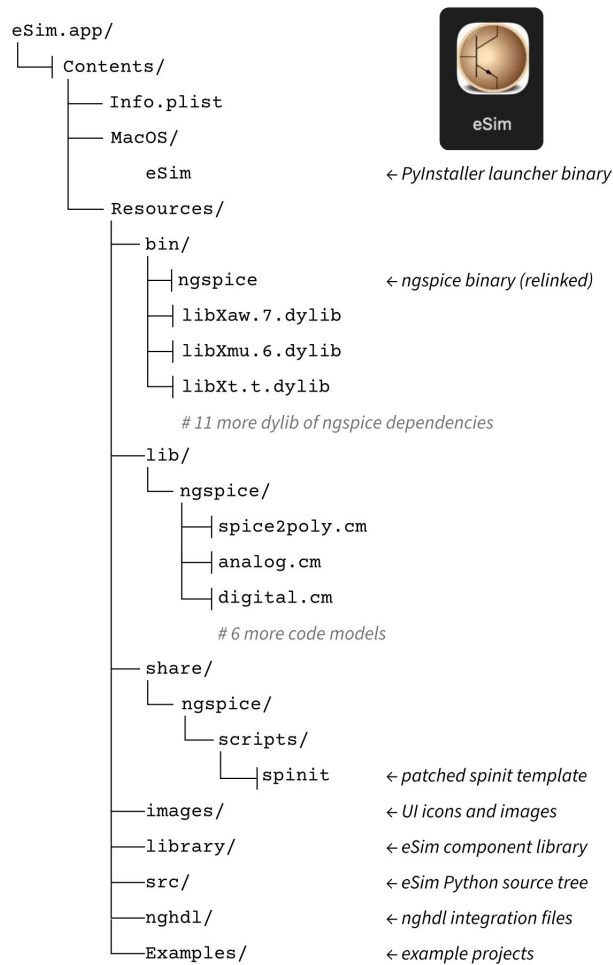 eSim.app/
Contents/
eSim
Info.plist
MacOS/
eSim ← PyInstaller launcher binary
Resources/
bin/
ngspice ← ngspice binary (relinked)
libXaw.7.dylib
libXmu.6.dylib
libXt.t.dylib
# 11 more dylib of ngspice dependencies
lib/
ngspice/
spice2poly.cm
analog.cm
digital.cm
# 6 more code models
share/
ngspice/
scripts/
spinit ← patched spinit template
images/ ← UI icons and images
library/ ← eSim component library
src/ ← eSim Python source tree
nghdl/ ← nghdl integration files
Examples/ ← example projects